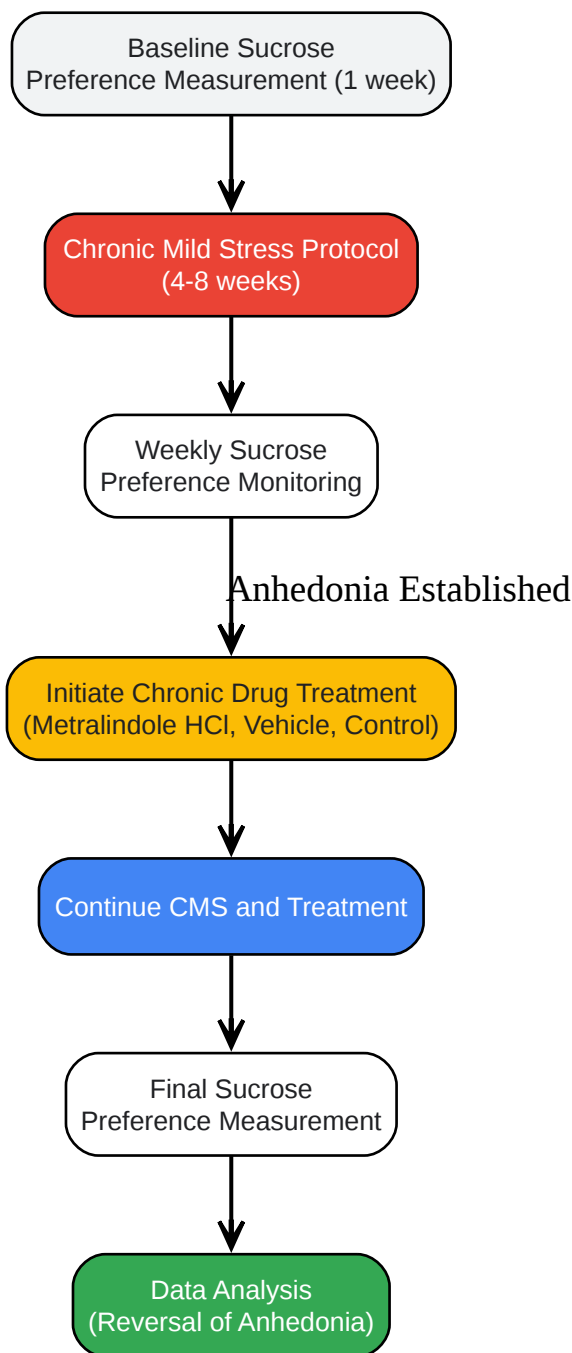 Baseline Sucrose
Preference Measurement (1 week)
Chronic Mild Stress Protocol
(4-8 weeks)
Weekly Sucrose
Preference Monitoring
Anhedonia Established
Initiate Chronic Drug Treatment
(Metralindole HCl, Vehicle, Control)
Continue CMS and Treatment
Final Sucrose
Preference Measurement
Data Analysis
(Reversal of Anhedonia)